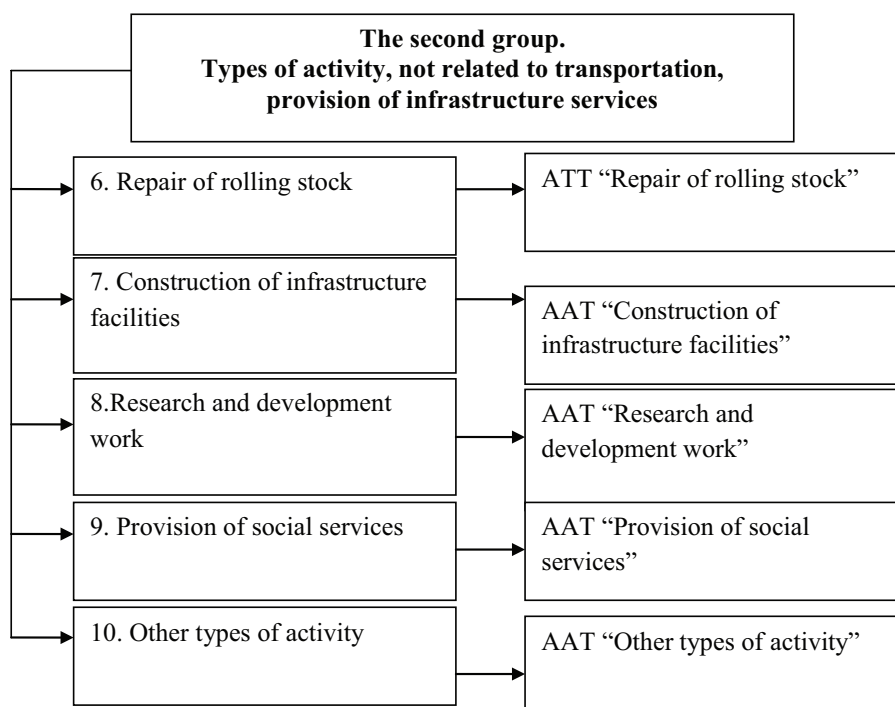 The second group.
Types of activity, not related to transportation,
provision of infrastructure services
6. Repair of rolling stock
ATT “Repair of rolling stock”
7. Construction of infrastructure
facilities
AAT “Construction of
infrastructure facilities”
8.Research and development
work
AAT “Research and
development work”
9. Provision of social services
AAT “Provision of social
services”
10. Other types of activity
AAT “Other types of activity”